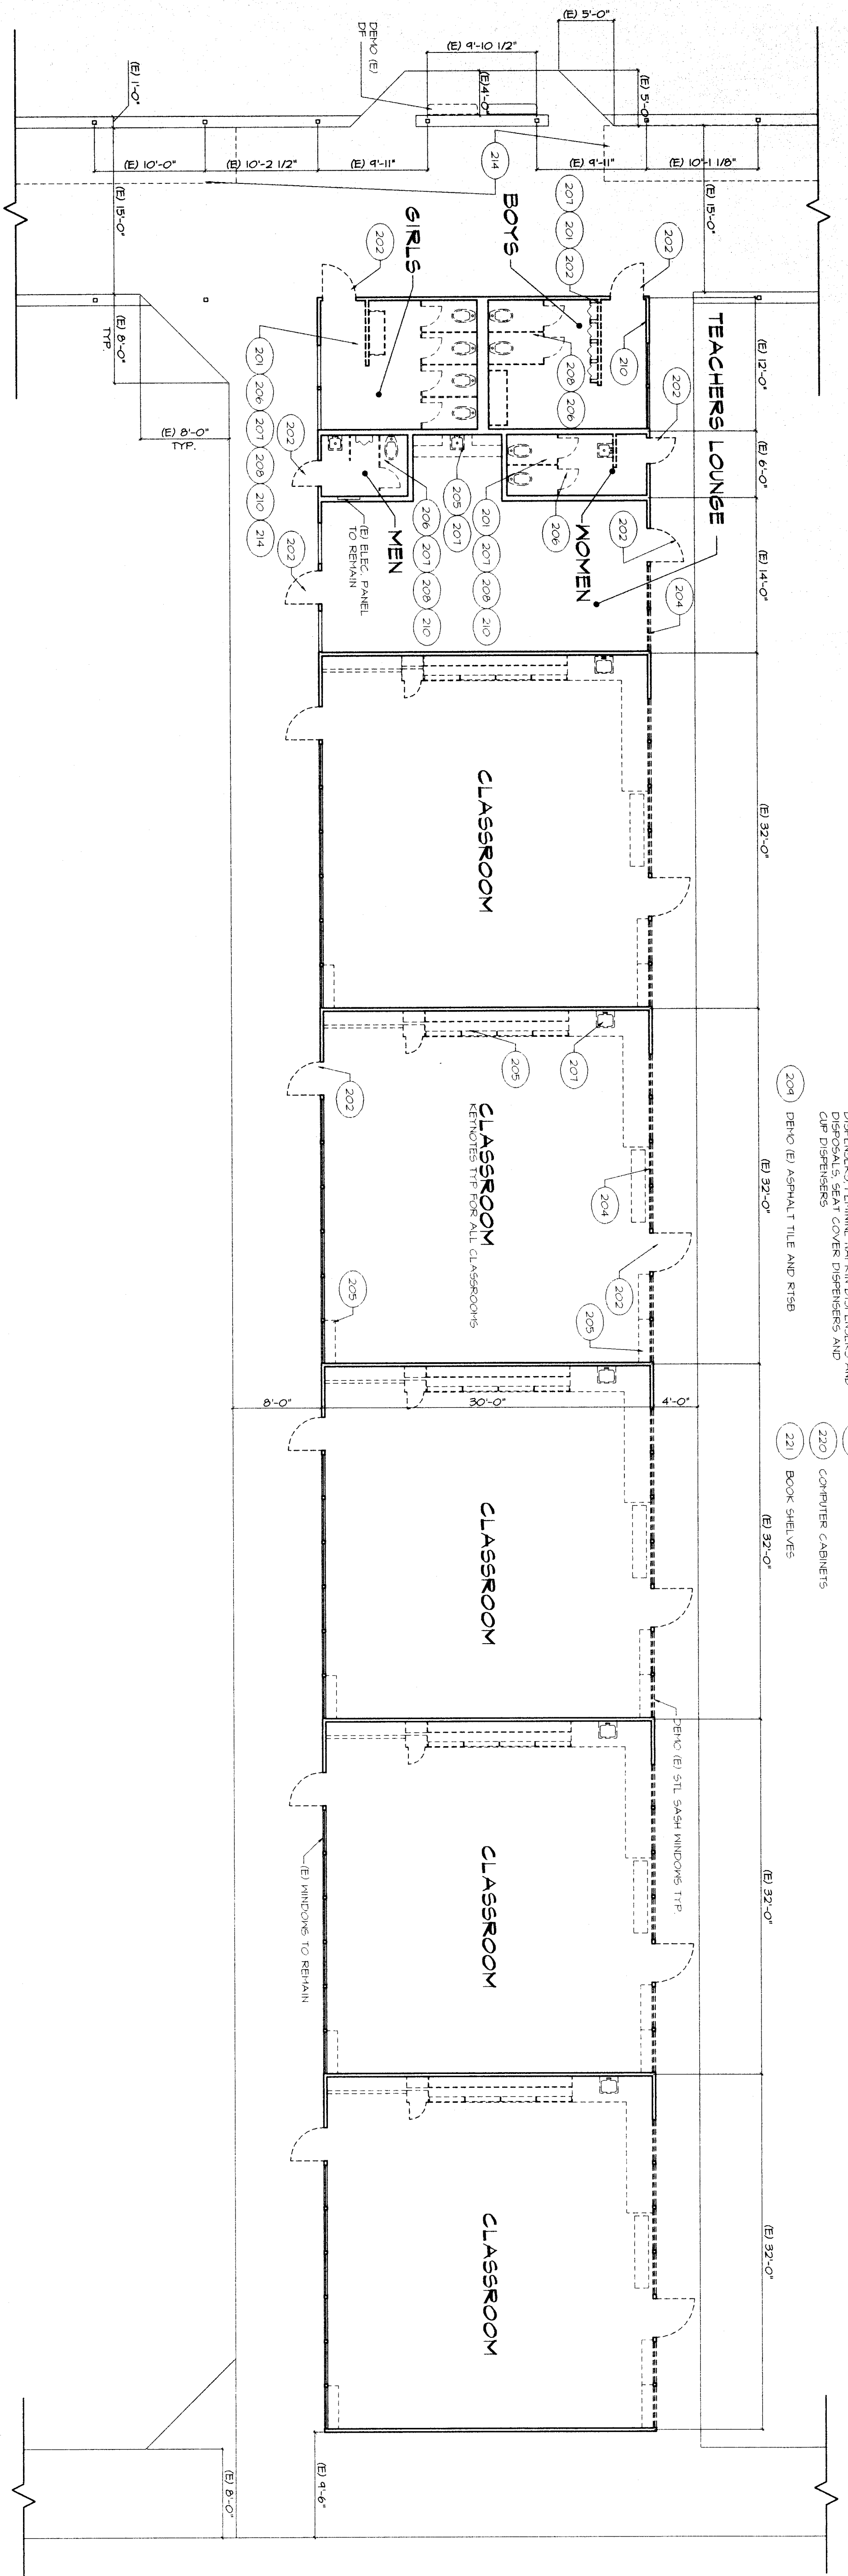 (E) 5'-0"
(E) 9'-10 1/2"
DEMO (E)
DF
(E) 4'-0"
(E) 5'-0"
(E) 1'-0"
(E) 10'-0"
(E) 10'-2 1/2"
(E) 9'-11"
214
(E) 9'-11"
(E) 10'-1 1/8"
(E) 15'-0"
(E) 15'-0"
(E) 8'-0"
TYP.
(E) 8'-0"
TYP.
GIRLS
202
BOYS
207 201 202
202
TEACHERS LOUNGE
210
208 206
(E) 12'-0"
(E) 6'-0"
(E) 14'-0"
201 206 207 208 210 214
202
202
202
MEN
(E) ELEC. PANEL
TO REMAIN
206 207 208 210
205 207
201 207 208 210
206
WOMEN
202
204
CLASSROOM
(E) 32'-0"
202
205
207
CLASSROOM
KEYNOTES TYP FOR ALL CLASSROOMS
204
202
205
205
(E) 32'-0"
DISPOSALS, SEAT COVER DISPENSERS AND
CUP DISPENSERS
209 DEMO (E) ASPHALT TILE AND RTSB
220 COMPUTER CABINETS
221 BOOK SHELVES
8'-0"
30'-0"
4'-0"
CLASSROOM
(E) 32'-0"
DEMO (E) STL SASH WINDOWS TYP.
CLASSROOM
(E) WINDOWS TO REMAIN
(E) 32'-0"
CLASSROOM
(E) 32'-0"
(E) 8'-0"
(E) 9'-6"